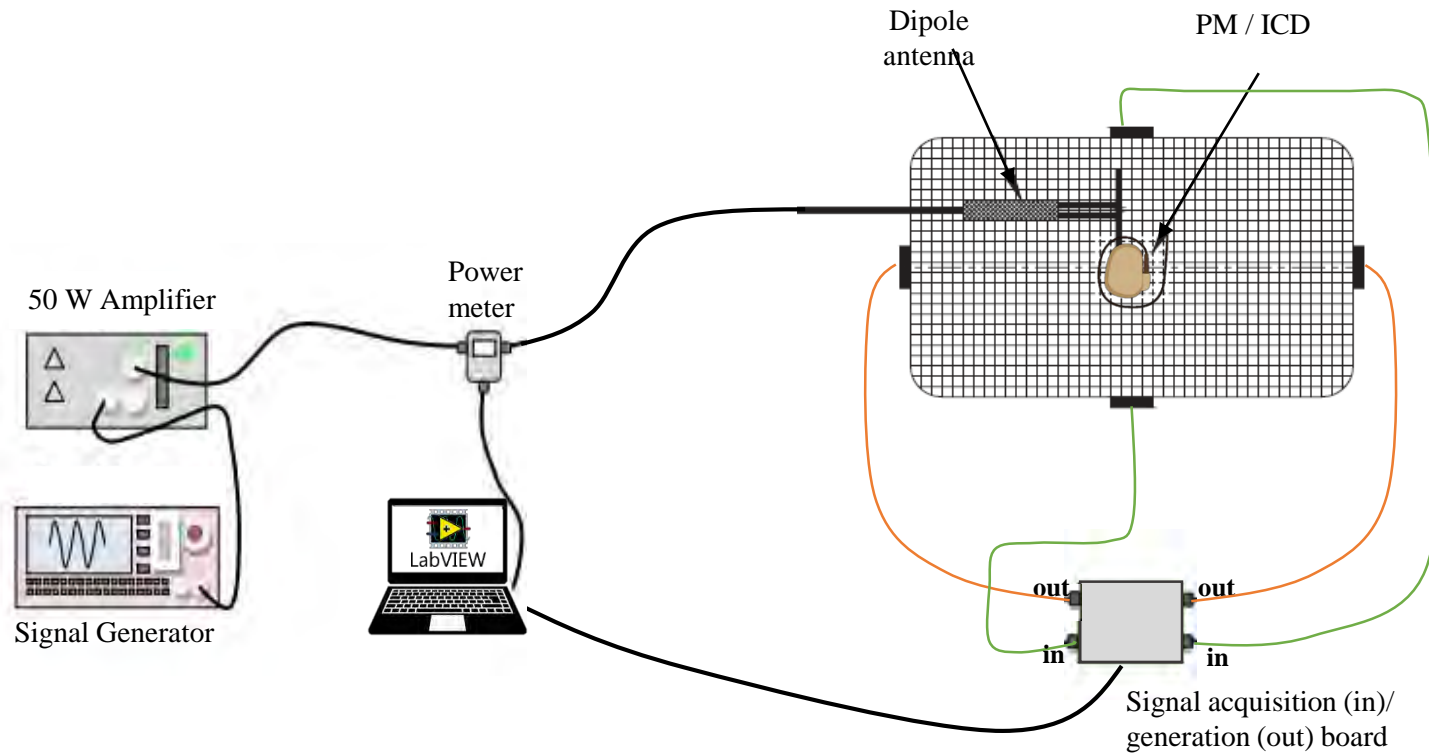 Dipole
antenna
PM / ICD
Power
meter
50 W Amplifier
LabVIEW
Signal Generator
out
out
in
in
Signal acquisition (in)/
generation (out) board